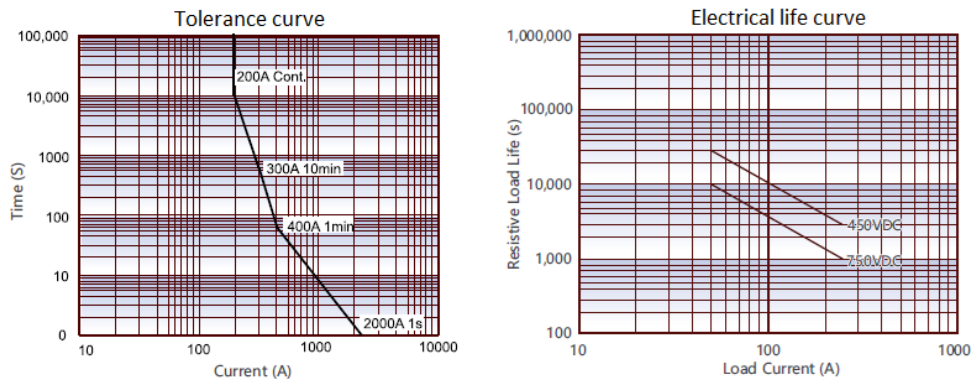 Tolerance curve
100,000
10,000
1000
100
10
0
Time (S)
200A Cont.
300A 10min
400A 1min
2000A 1s
10 100 1000 10000
Current (A)
Electrical life curve
1,000,000
100,000
10,000
1,000
100
Resistive Load Life (s)
450VDC
750VDC
10 100 1000
Load Current (A)